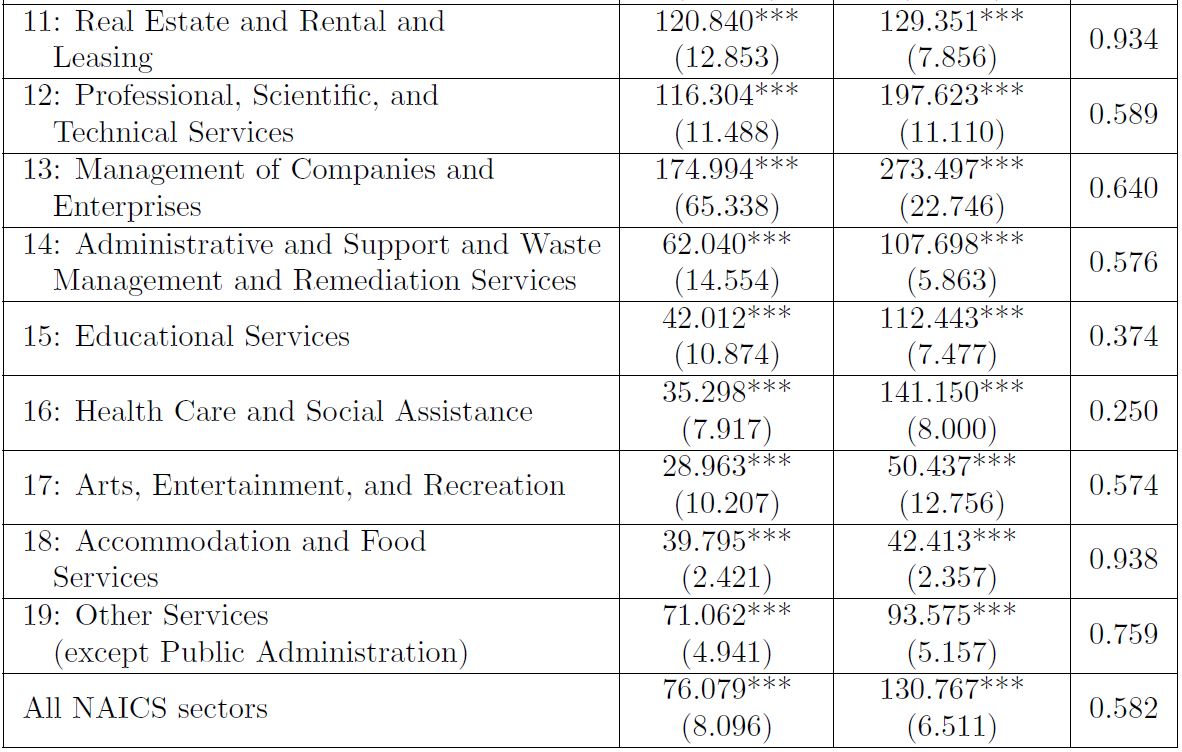 11: Real Estate and Rental and 120.840*** 129.351*** 0.934
Leasing (12.853) (7.856)
12: Professional, Scientific, and 116.304*** 197.623*** 0.589
Technical Services (11.488) (11.110)
13: Management of Companies and 174.994*** 273.497*** 0.640
Enterprises (65.338) (22.746)
14: Administrative and Support and Waste 62.040*** 107.698*** 0.576
Management and Remediation Services (14.554) (5.863)
15: Educational Services 42.012*** 112.443*** 0.374
(10.874) (7.477)
16: Health Care and Social Assistance 35.298*** 141.150*** 0.250
(7.917) (8.000)
17: Arts, Entertainment, and Recreation 28.963*** 50.437*** 0.574
(10.207) (12.756)
18: Accommodation and Food 39.795*** 42.413*** 0.938
Services (2.421) (2.357)
19: Other Services 71.062*** 93.575*** 0.759
(except Public Administration) (4.941) (5.157)
All NAICS sectors 76.079*** 130.767*** 0.582
(8.096) (6.511)